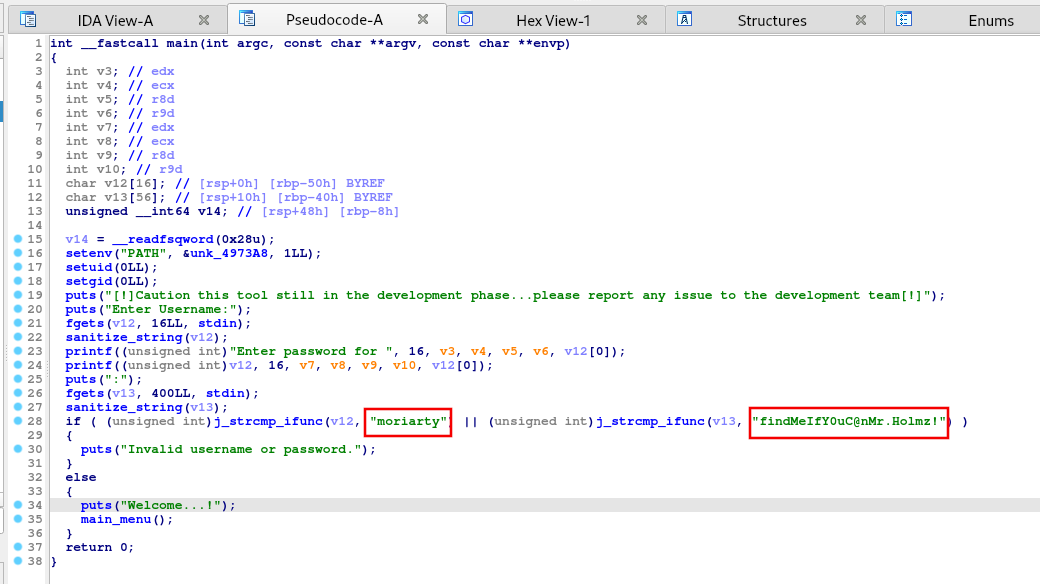 IDA View-A Pseudocode-A Hex View-1 Structures Enums
1 int __fastcall main(int argc, const char **argv, const char **envp)
2 {
3 int v3; // edx
4 int v4; // ecx
5 int v5; // r8d
6 int v6; // r9d
7 int v7; // edx
8 int v8; // ecx
9 int v9; // r8d
10 int v10; // r9d
11 char v12[16]; // [rsp+0h] [rbp-50h] BYREF
12 char v13[56]; // [rsp+10h] [rbp-40h] BYREF
13 unsigned __int64 v14; // [rsp+48h] [rbp-8h]
14
15 v14 = __readfsqword(0x28u);
16 setenv("PATH", &unk_4973A8, 1LL);
17 setuid(0LL);
18 setgid(0LL);
19 puts("[!]Caution this tool still in the development phase...please report any issue to the development team[!]");
20 puts("Enter Username:");
21 fgets(v12, 16LL, stdin);
22 sanitize_string(v12);
23 printf((unsigned int)"Enter password for ", 16, v3, v4, v5, v6, v12[0]);
24 printf((unsigned int)v12, 16, v7, v8, v9, v10, v12[0]);
25 puts(":");
26 fgets(v13, 400LL, stdin);
27 sanitize_string(v13);
28 if ( (unsigned int)j_strcmp_ifunc(v12, "moriarty") || (unsigned int)j_strcmp_ifunc(v13, "findMeIfY0uC@nMr.Holmz!") )
29 {
30 puts("Invalid username or password.");
31 }
32 else
33 {
34 puts("Welcome...!");
35 main_menu();
36 }
37 return 0;
38 }